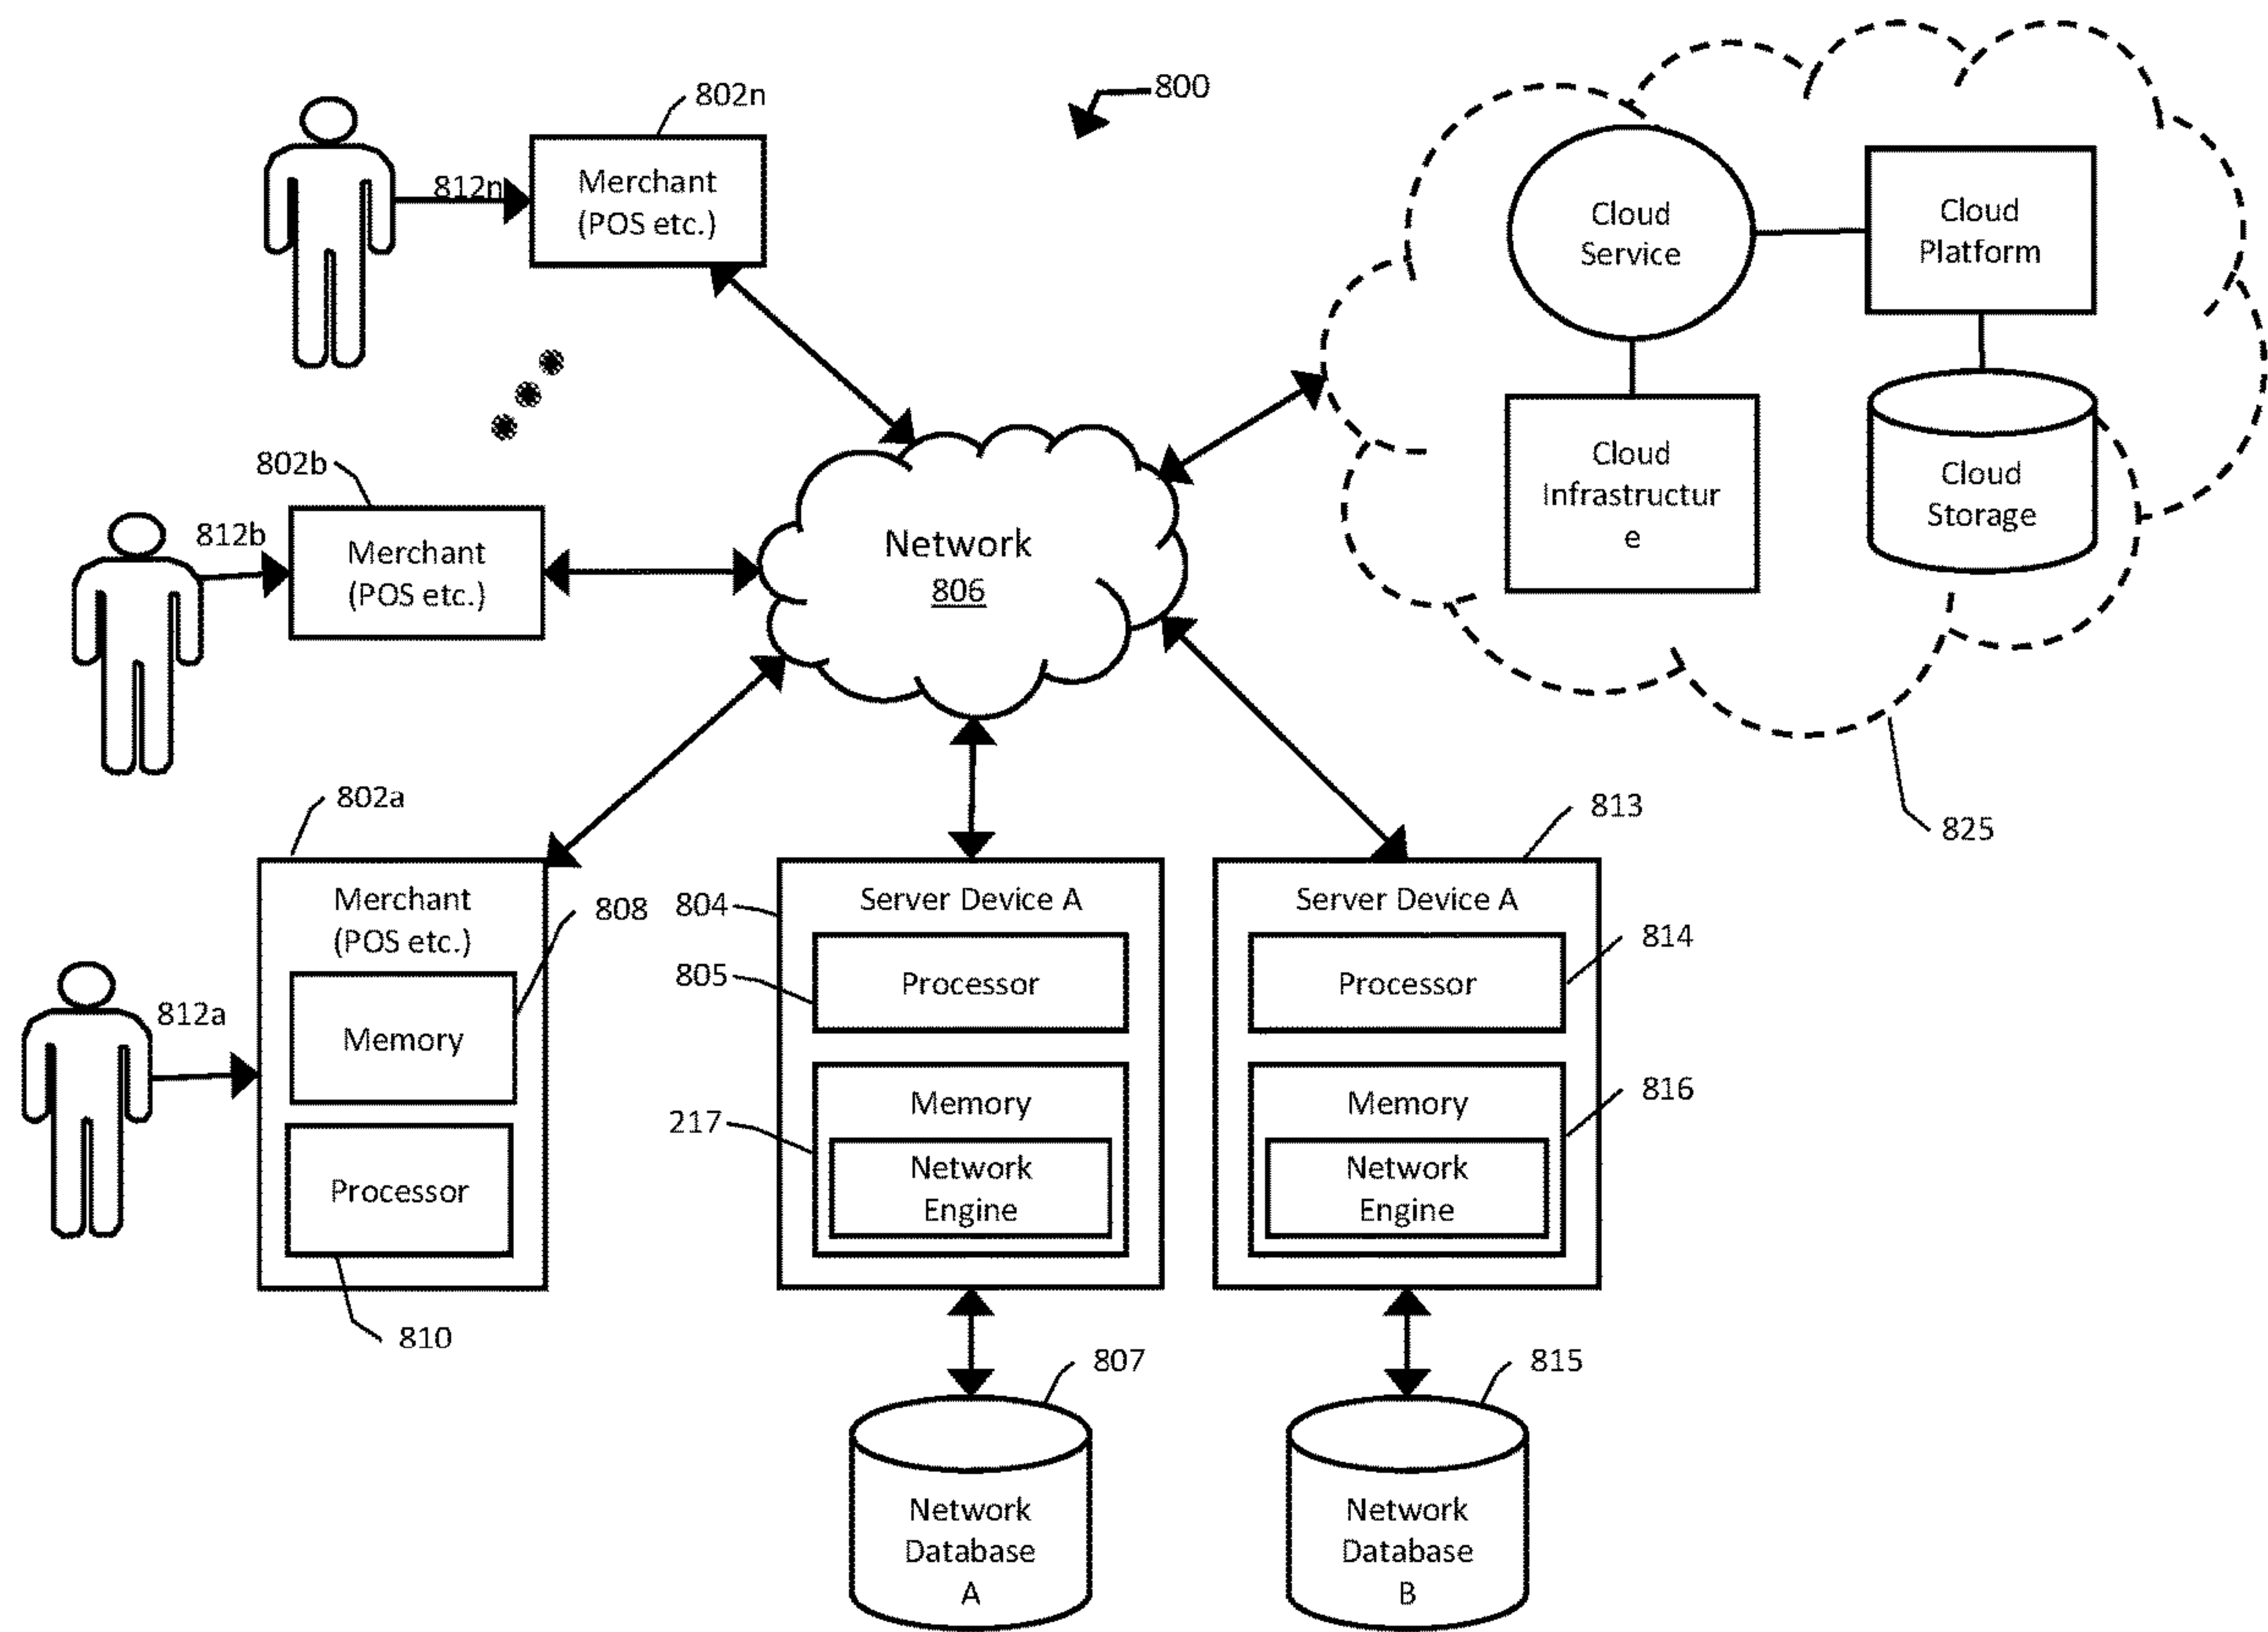 800
802n
812n
Merchant
(POS etc.)
Cloud
Service
Cloud
Platform
Cloud
Infrastructur
e
Cloud
Storage
802b
812b
Merchant
(POS etc.)
Network
806
825
802a
812a
Merchant
(POS etc.)
808
Memory
Processor
810
804
Server Device A
805
Processor
217
Memory
Network
Engine
813
Server Device A
814
Processor
816
Memory
Network
Engine
807
Network
Database
A
815
Network
Database
B